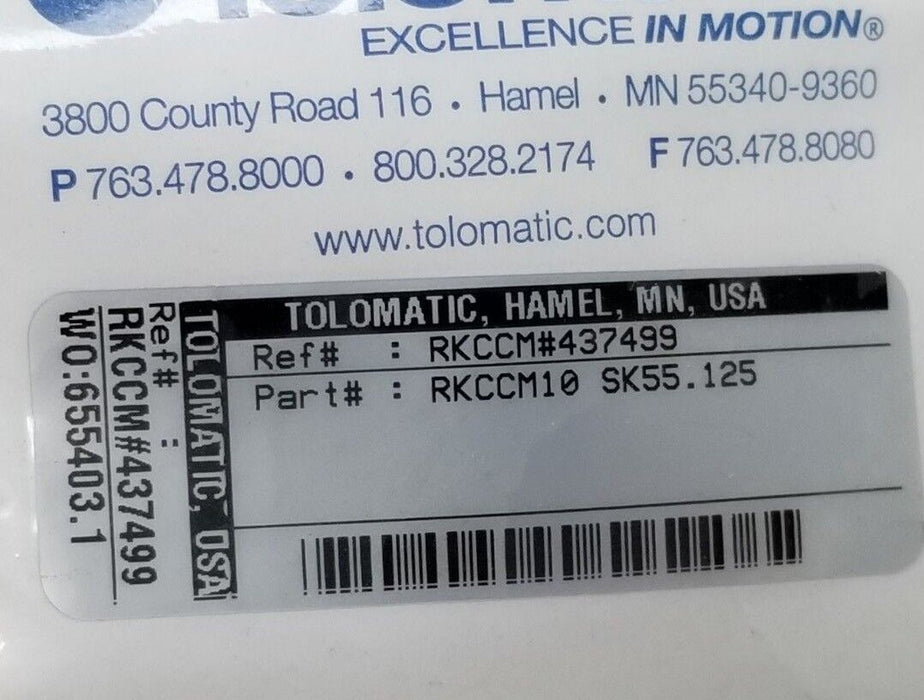 EXCELLENCE IN MOTION®
3800 County Road 116 • Hamel • MN 55340-9360
P 763.478.8000 • 800.328.2174 F 763.478.8080
www.tolomatic.com
TOLOMATIC, HAMEL, MN, USA
Ref# : RKCCM#437499
Part# : RKCCM10 SK55.125
TOLOMATIC, USA
Ref# :
RKCCM#437499
WO:655403.1